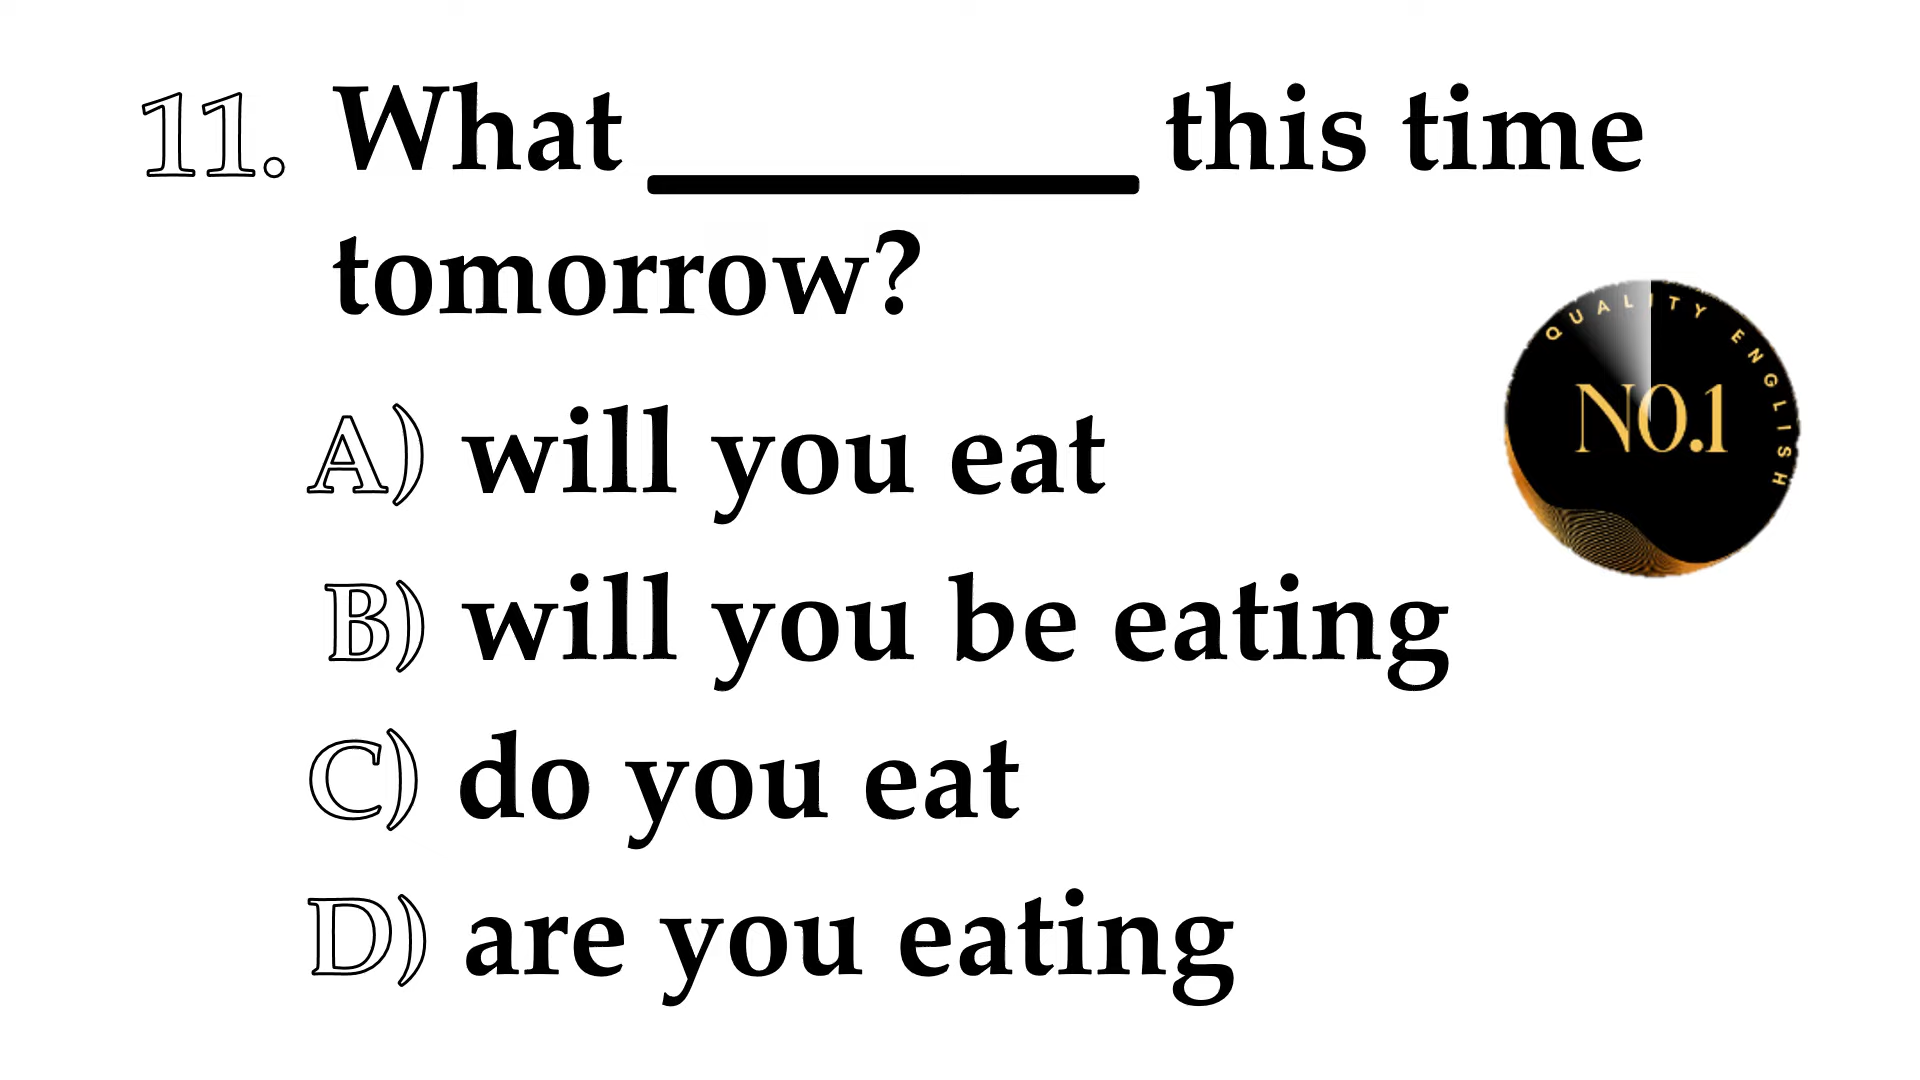 11. What ________ this time
tomorrow?
A) will you eat
B) will you be eating
C) do you eat
D) are you eating
QUALITY ENGLISH
NO.1